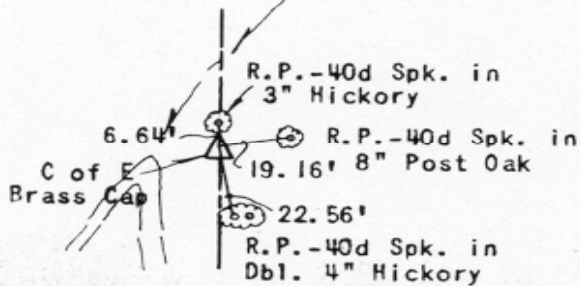 R.P.-40d Spk. in
3" Hickory
6.64'
R.P.-40d Spk. in
8" Post Oak
19.16'
C of E
Brass Cap
22.56'
R.P.-40d Spk. in
Dbl. 4" Hickory